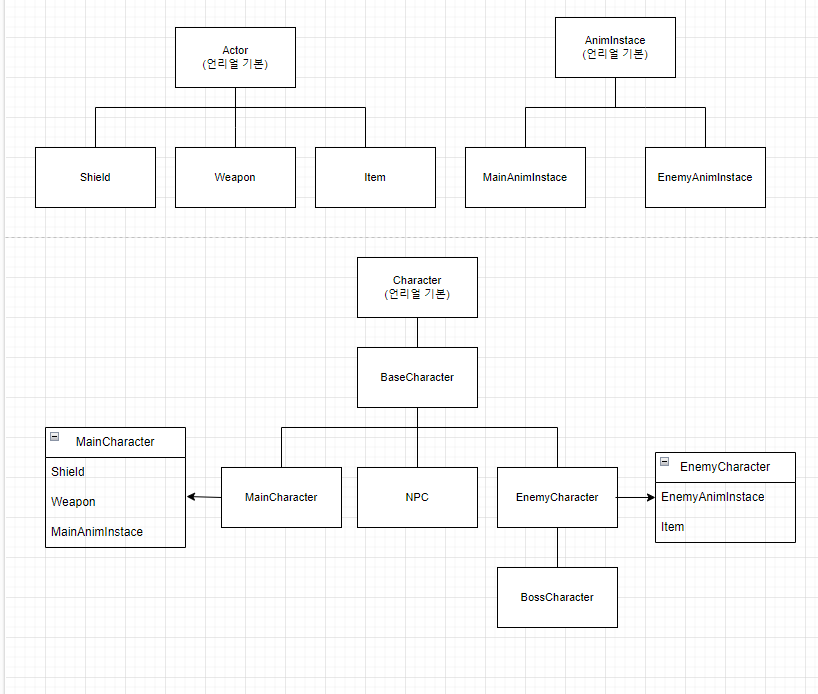 Actor
(언리얼 기본)
AnimInstace
(언리얼 기본)
Shield
Weapon
Item
MainAnimInstace
EnemyAnimInstace
Character
(언리얼 기본)
BaseCharacter
MainCharacter
Shield
Weapon
MainAnimInstace
MainCharacter
NPC
EnemyCharacter
EnemyCharacter
EnemyAnimInstace
Item
BossCharacter